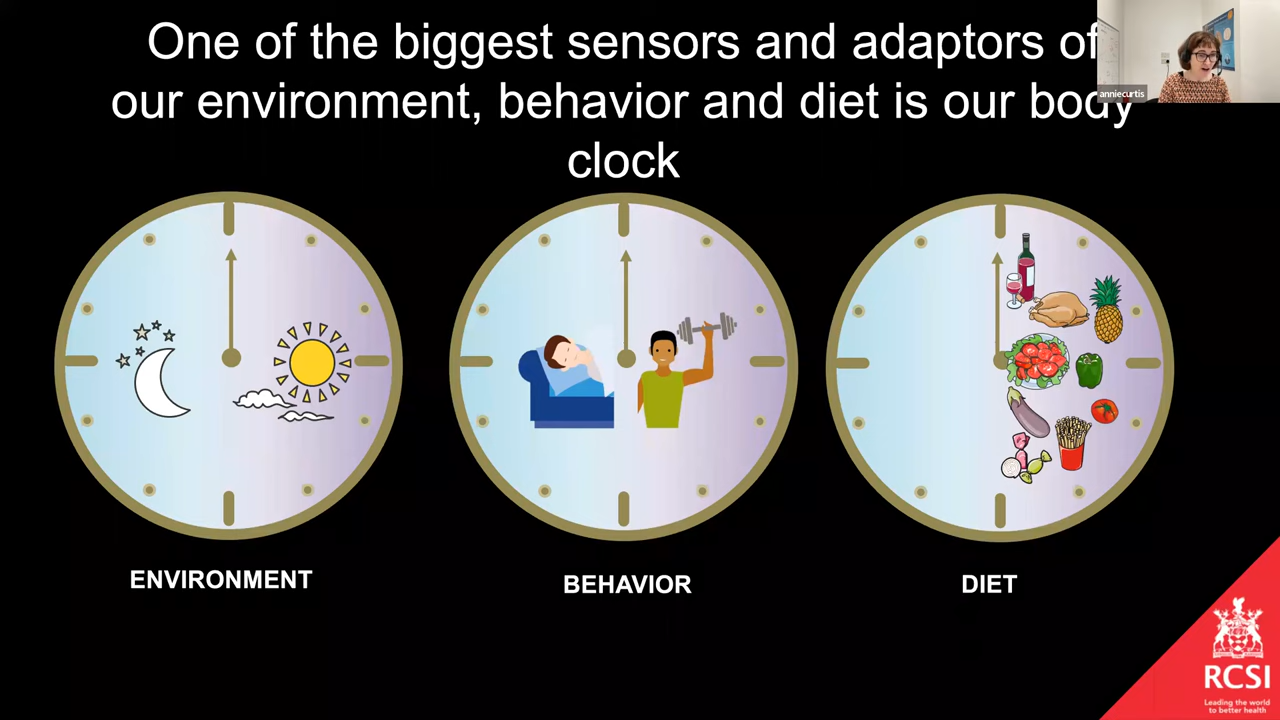 One of the biggest sensors and adaptors of
our environment, behavior and diet is our body
clock
anniecurtis
ENVIRONMENT
BEHAVIOR
DIET
RCSI
Leading the world
to better health